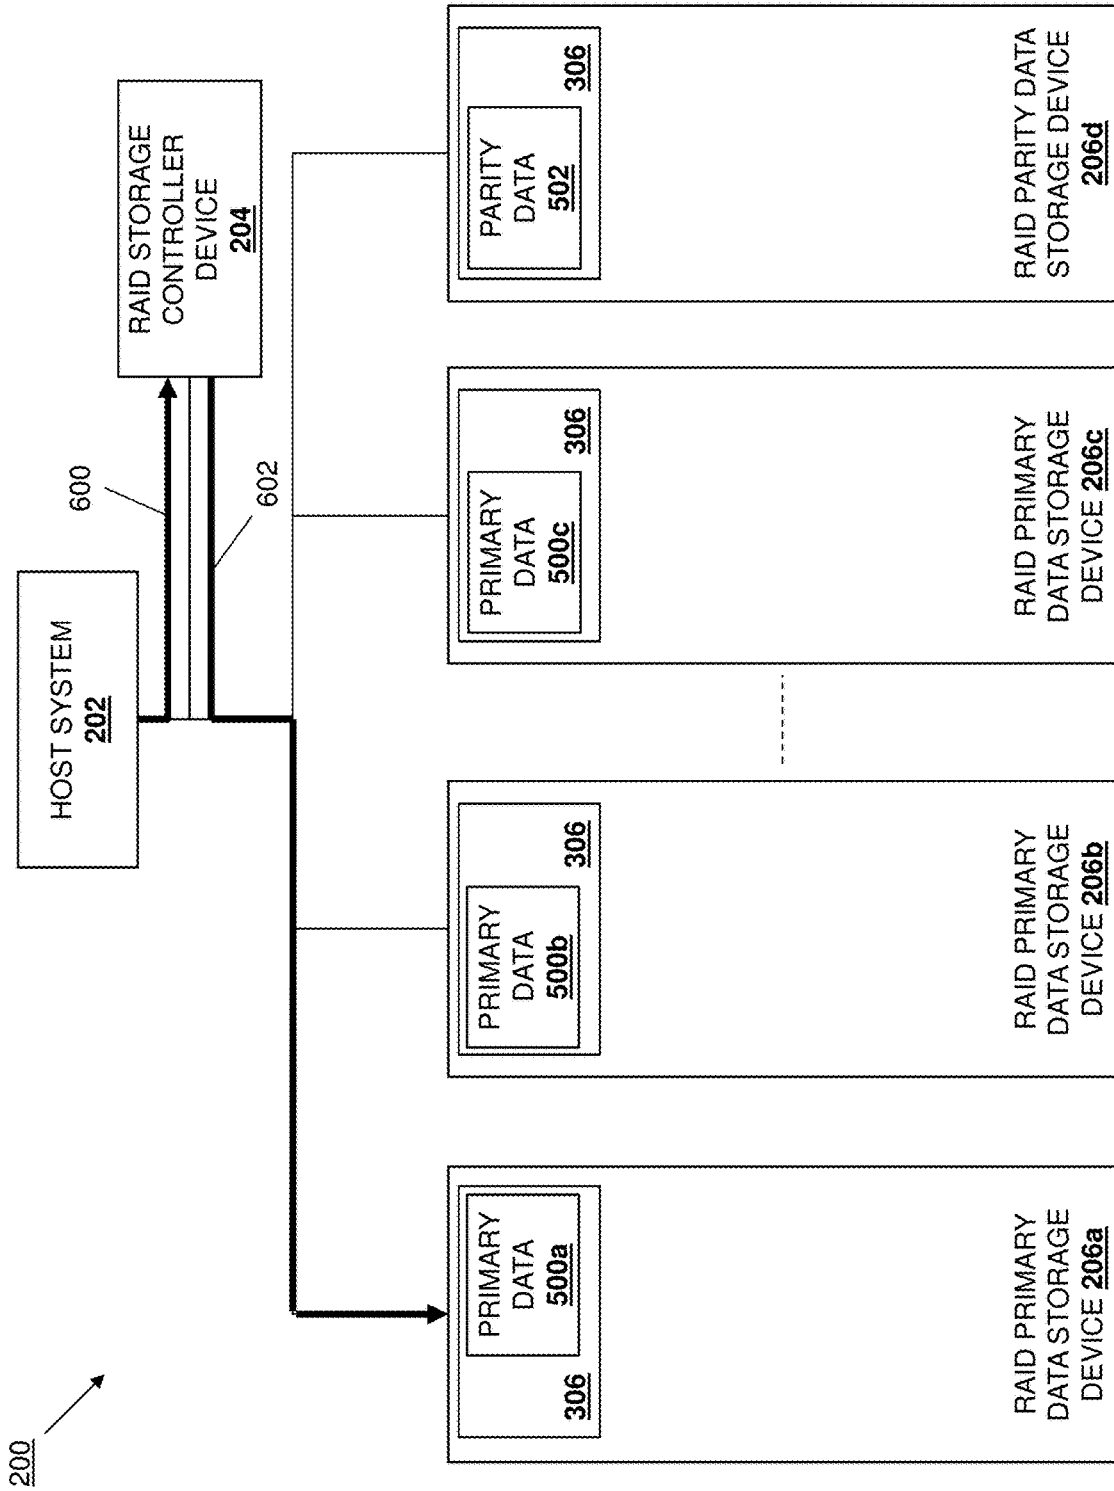 200
HOST SYSTEM
202
600
602
RAID STORAGE
CONTROLLER
DEVICE
204
306
PRIMARY
DATA
500a
RAID PRIMARY
DATA STORAGE
DEVICE 206a
PRIMARY
DATA
500b
306
RAID PRIMARY
DATA STORAGE
DEVICE 206b
PRIMARY
DATA
500c
306
RAID PRIMARY
DATA STORAGE
DEVICE 206c
PARITY
DATA
502
306
RAID PARITY DATA
STORAGE DEVICE
206d